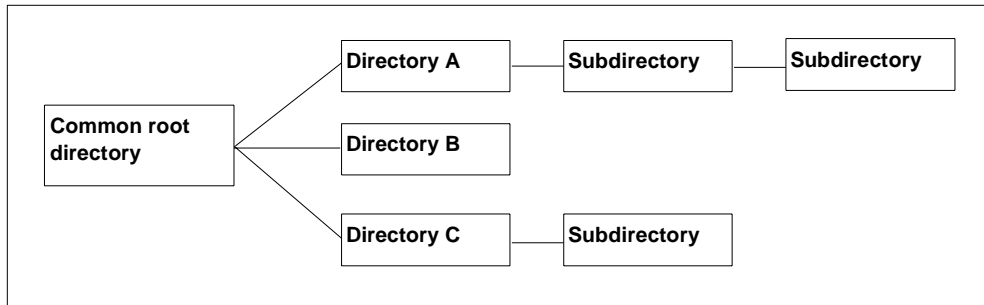 Directory A
Subdirectory
Subdirectory
Common root
directory
Directory B
Directory C
Subdirectory